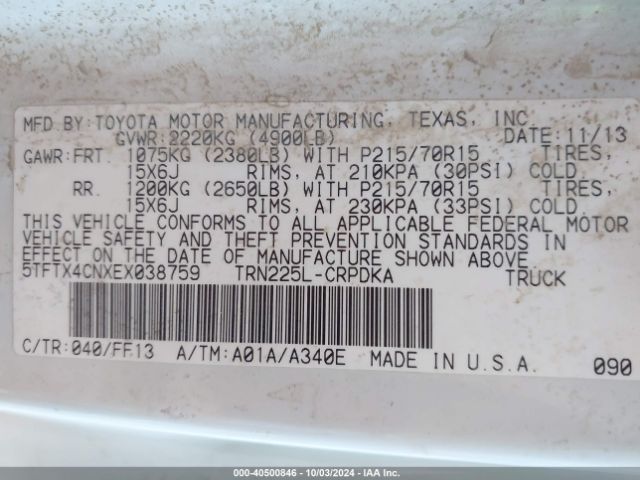 MFD BY: TOYOTA MOTOR MANUFACTURING, TEXAS, INC
GVWR: 2220KG (4900LB) DATE: 11/13
GAWR: FRT. 1075KG (2380LB) WITH P215/70R15 TIRES,
15X6J RIMS, AT 210KPA (30PSI) COLD,
RR. 1200KG (2650LB) WITH P215/70R15 TIRES,
15X6J RIMS, AT 230KPA (33PSI) COLD
THIS VEHICLE CONFORMS TO ALL APPLICABLE FEDERAL MOTOR
VEHICLE SAFETY AND THEFT PREVENTION STANDARDS IN
EFFECT ON THE DATE OF MANUFACTURE SHOWN ABOVE
5TFTX4CNXEX038759 TRN225L-CRPDKA TRUCK
C/TR: 040/FF13 A/TM: A01A/A340E MADE IN U.S.A. 090
000-40500846 - 10/03/2024 - IAA Inc.